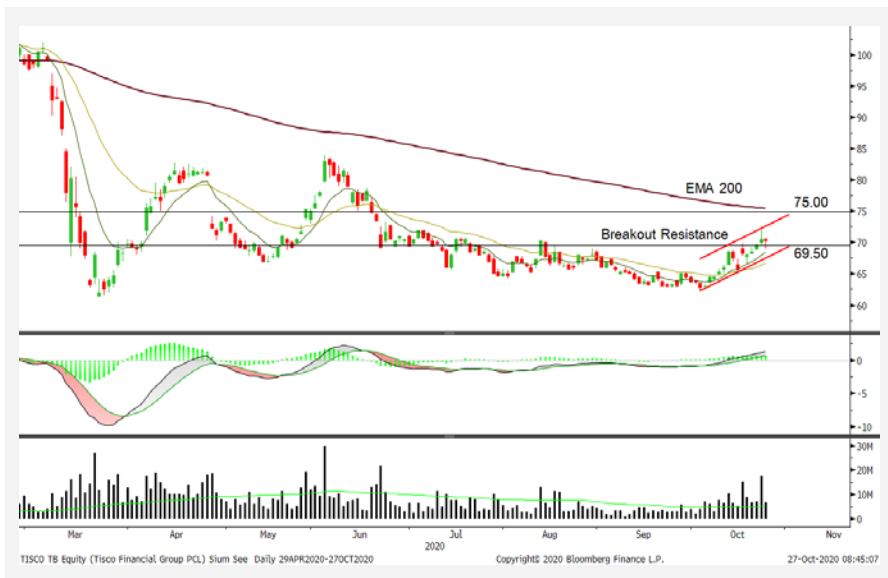 100
95
90
85
80
EMA 200
75.00
75
Breakout Resistance
70
69.50
65
60
0
-5
-10
30M
20M
10M
0
Mar Apr May Jun Jul Aug Sep Oct Nov
2020
TISCO TB Equity (Tisco Financial Group PCL) Sium See Daily 29APR2020-27OCT2020 Copyright© 2020 Bloomberg Finance L.P. 27-Oct-2020 08:45:07